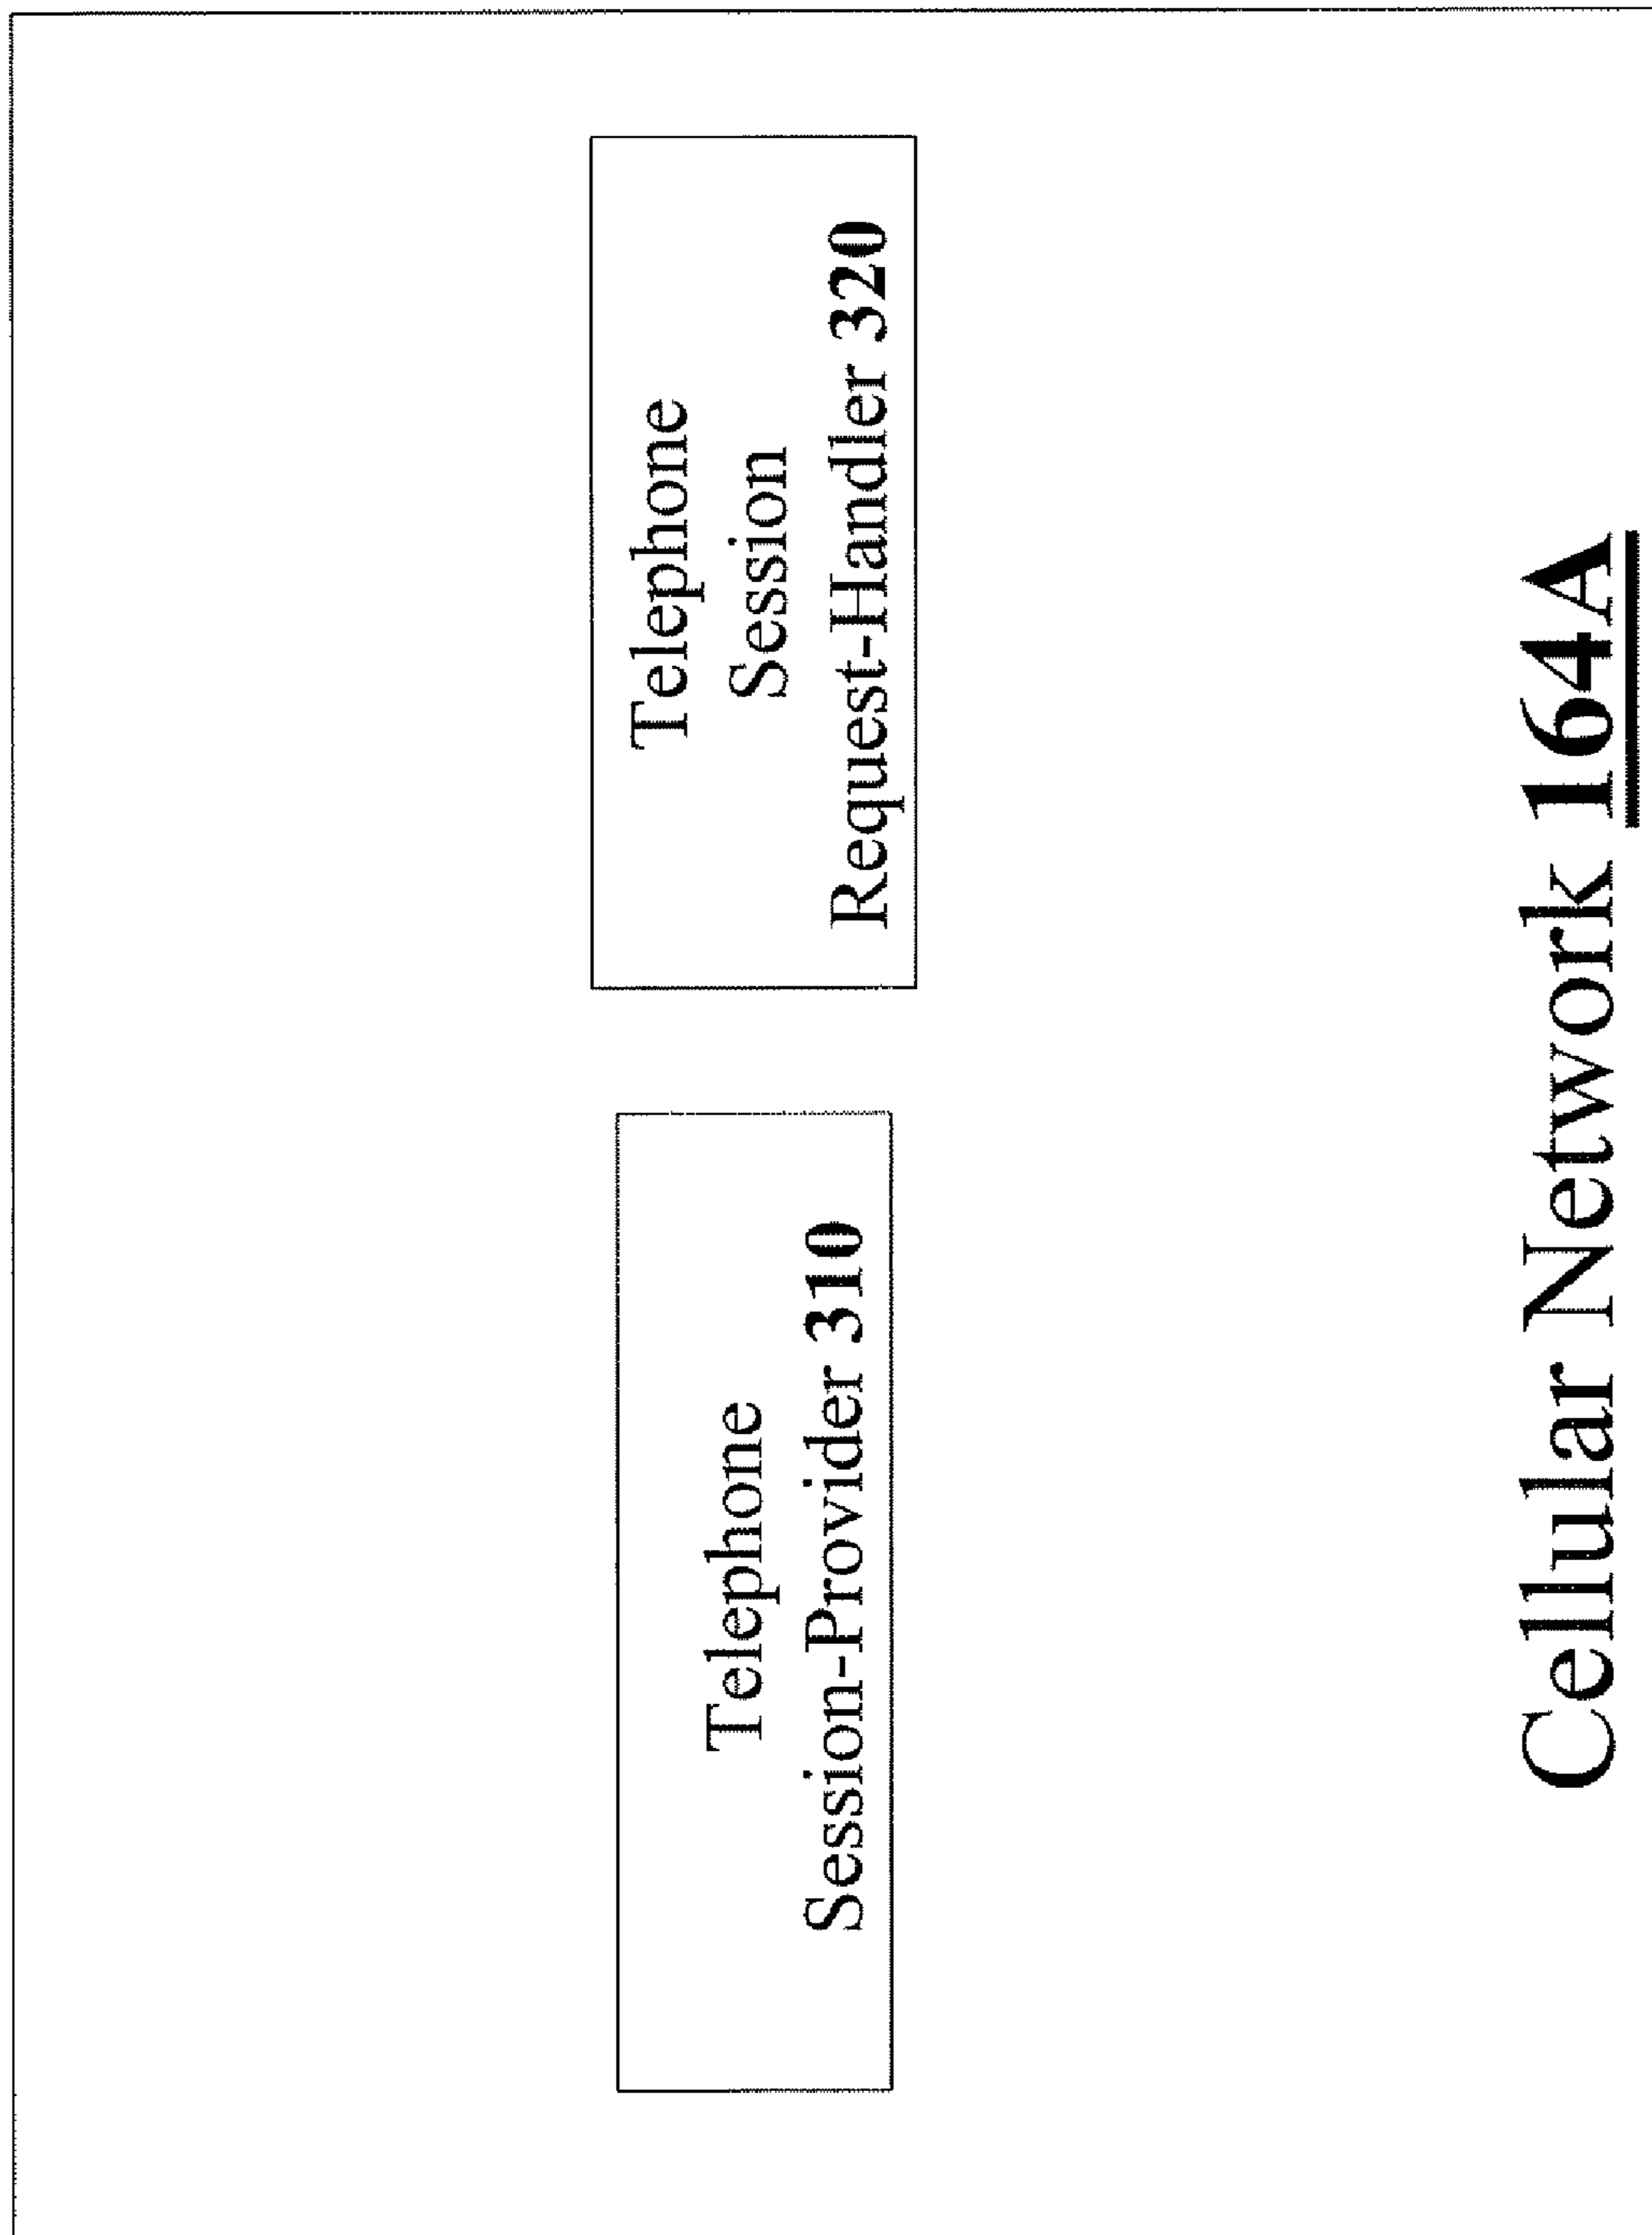 Telephone
Session-Provider 310
Telephone
Session
Request-Handler 320
Cellular Network 164A